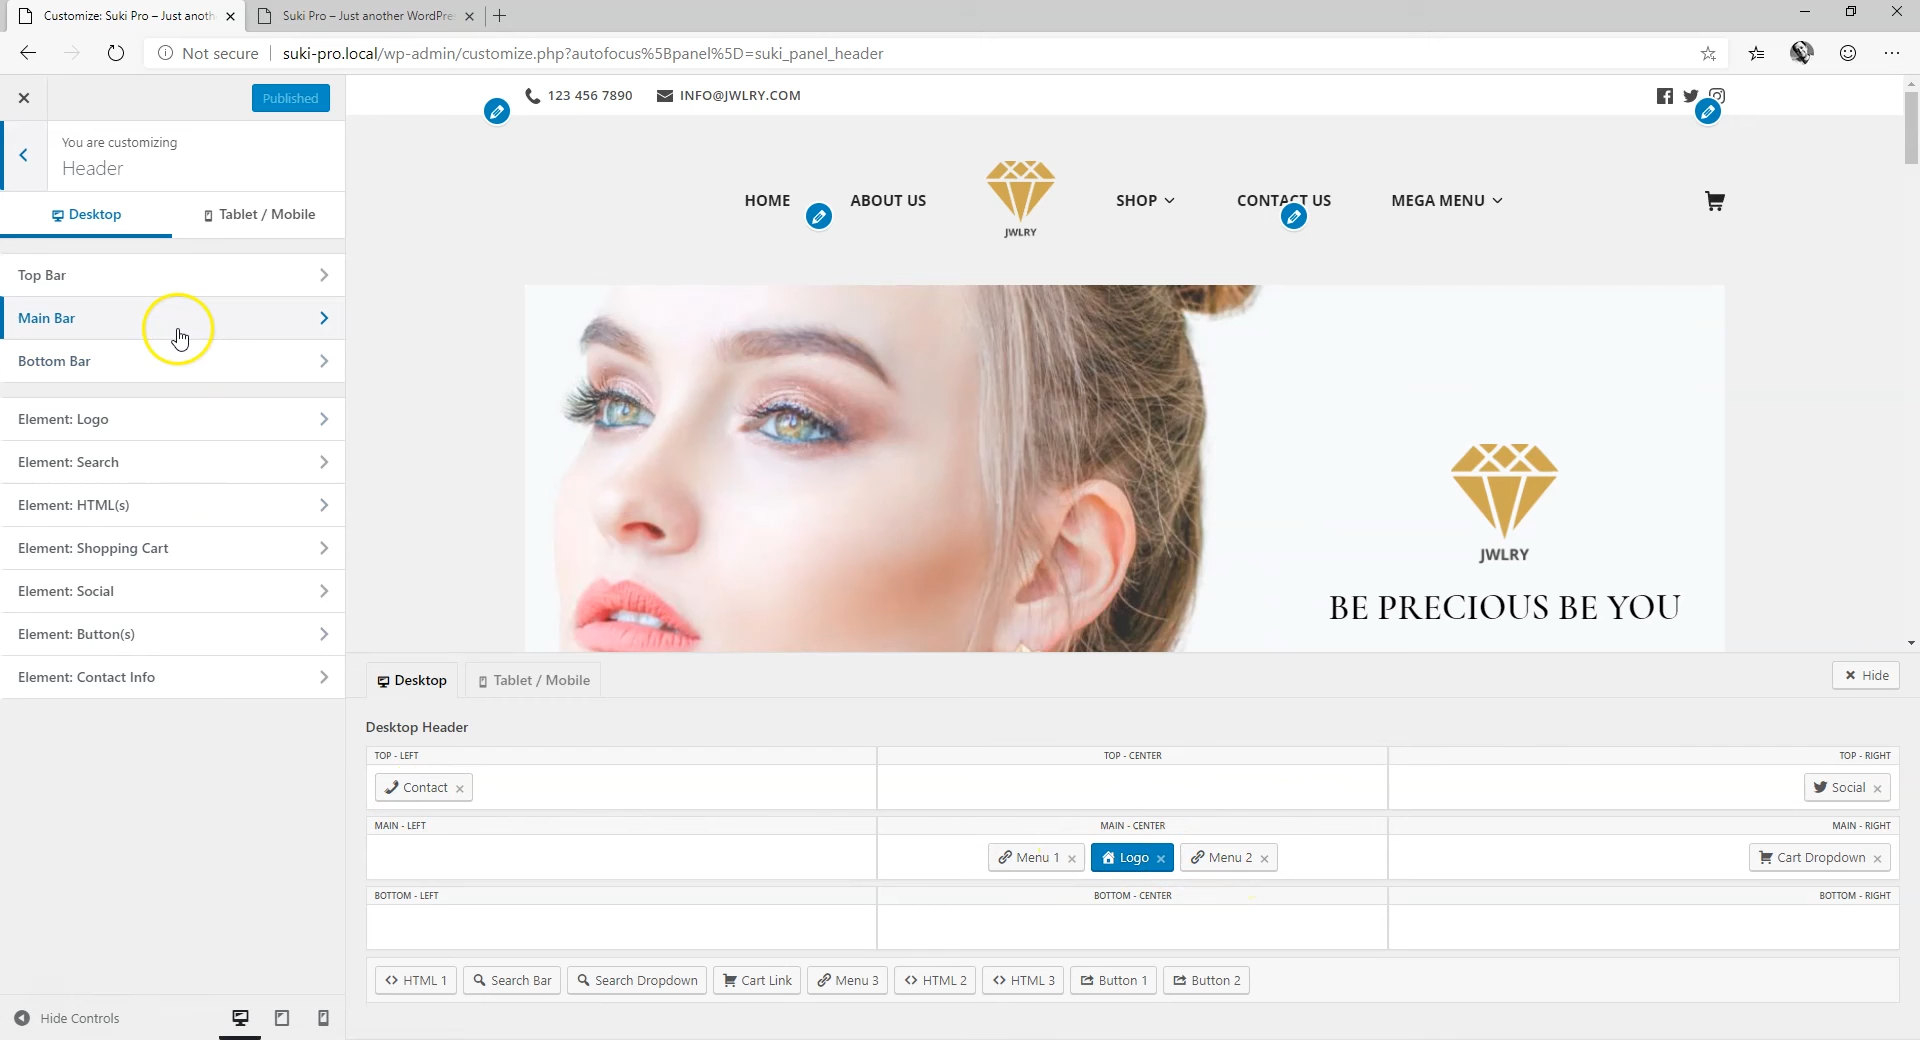 Customize: Suki Pro – Just anoth
Suki Pro – Just another WordPre
Not secure
suki-pro.local/wp-admin/customize.php?autofocus%5Bpanel%5D=suki_panel_header
Published
You are customizing
Header
Desktop
Tablet / Mobile
Top Bar
Main Bar
Bottom Bar
Element: Logo
Element: Search
Element: HTML(s)
Element: Shopping Cart
Element: Social
Element: Button(s)
Element: Contact Info
Hide Controls
123 456 7890 INFO@JWLRY.COM
HOME ABOUT US JWLRY SHOP CONTACT US MEGA MENU
JWLRY
BE PRECIOUS BE YOU
Desktop Tablet / Mobile Hide
Desktop Header
TOP - LEFT TOP - CENTER TOP - RIGHT
Contact Social
MAIN - LEFT MAIN - CENTER MAIN - RIGHT
Menu 1 Logo Menu 2 Cart Dropdown
BOTTOM - LEFT BOTTOM - CENTER BOTTOM - RIGHT
HTML 1 Search Bar Search Dropdown Cart Link Menu 3 HTML 2 HTML 3 Button 1 Button 2